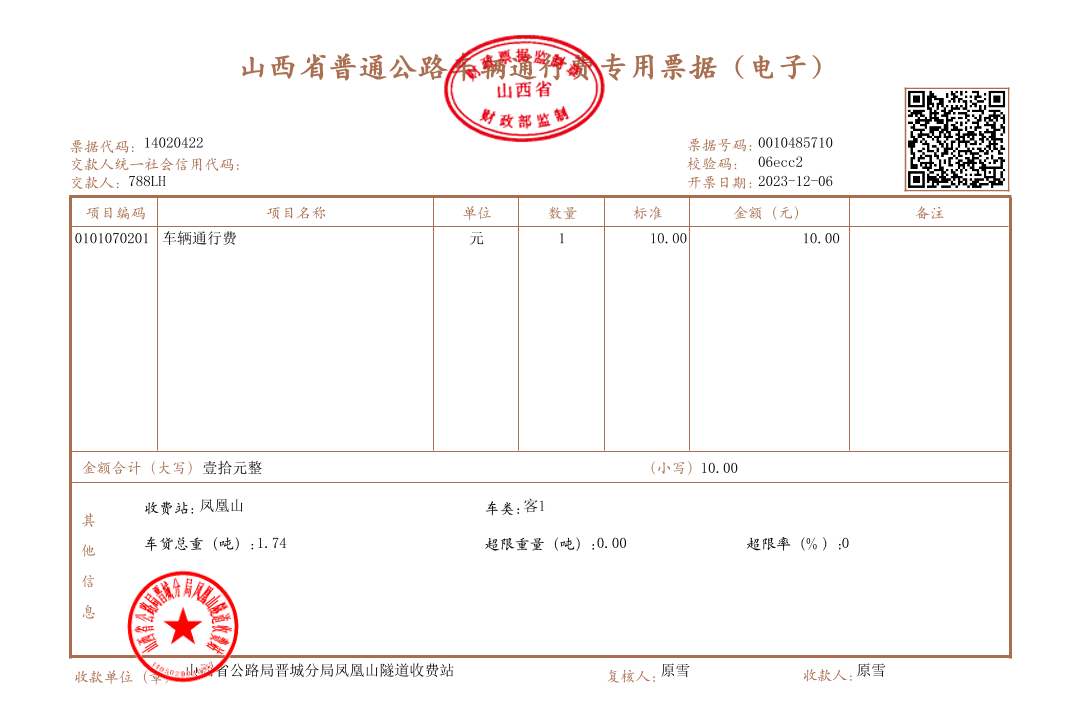 山西省普通公路车辆通行费专用票据（电子）
财政票据监制章
山西省
财政部监制
票据代码：14020422
票据号码：0010485710
交款人统一社会信用代码：
校验码： 06ecc2
交款人：788LH
开票日期：2023-12-06
项目编码 项目名称 单位 数量 标准 金额（元） 备注
0101070201 车辆通行费 元 1 10.00 10.00
金额合计（大写）壹拾元整 （小写）10.00
其他信息
收费站：凤凰山 车类：客1
车货总重（吨）：1.74 超限重量（吨）：0.00 超限率（%）：0
山西省公路局晋城分局凤凰山隧道收费站
收款单位（章）山西省公路局晋城分局凤凰山隧道收费站 复核人：原雪 收款人：原雪